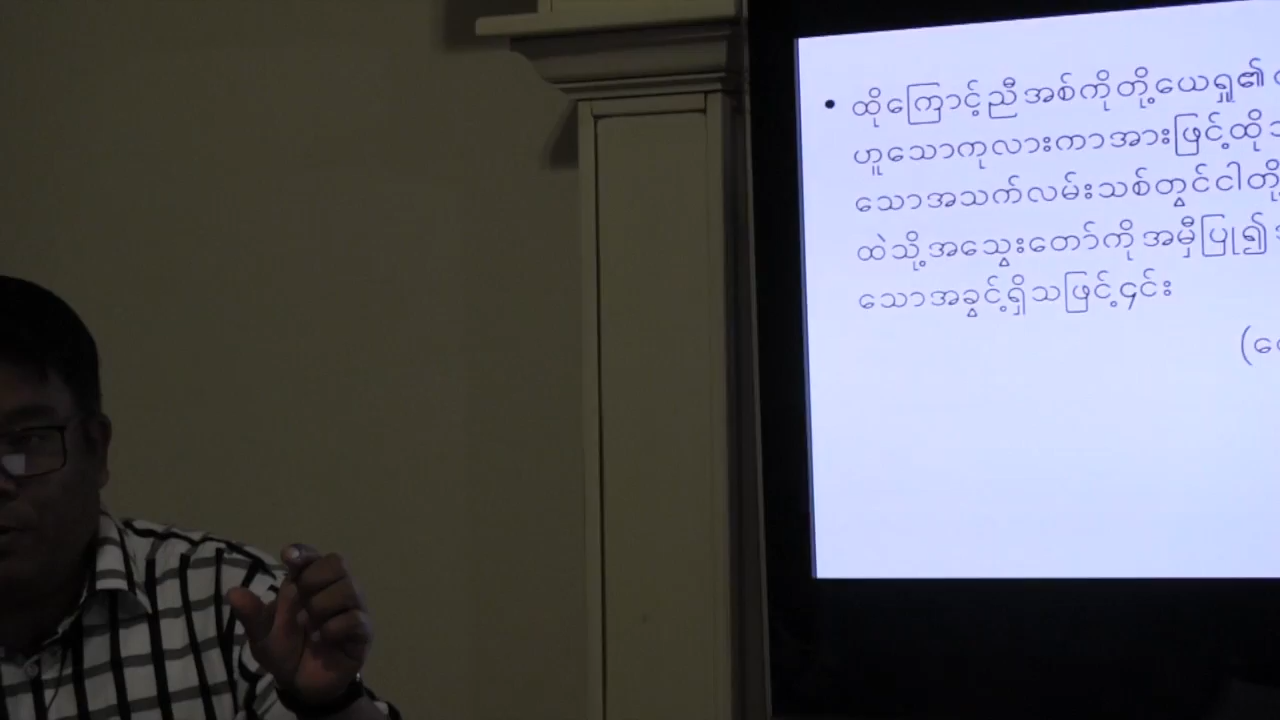 • ထိုကြောင့်ညီအစ်ကိုတို့ယေရှု၏
ဟူသောကုလားကာအားဖြင့်ထို
သောအသက်လမ်းသစ်တွင်ငါတို့
ထဲသို့အသွေးတော်ကိုအမှီပြု၍
သောအခွင့်ရှိသဖြင့်၄င်း